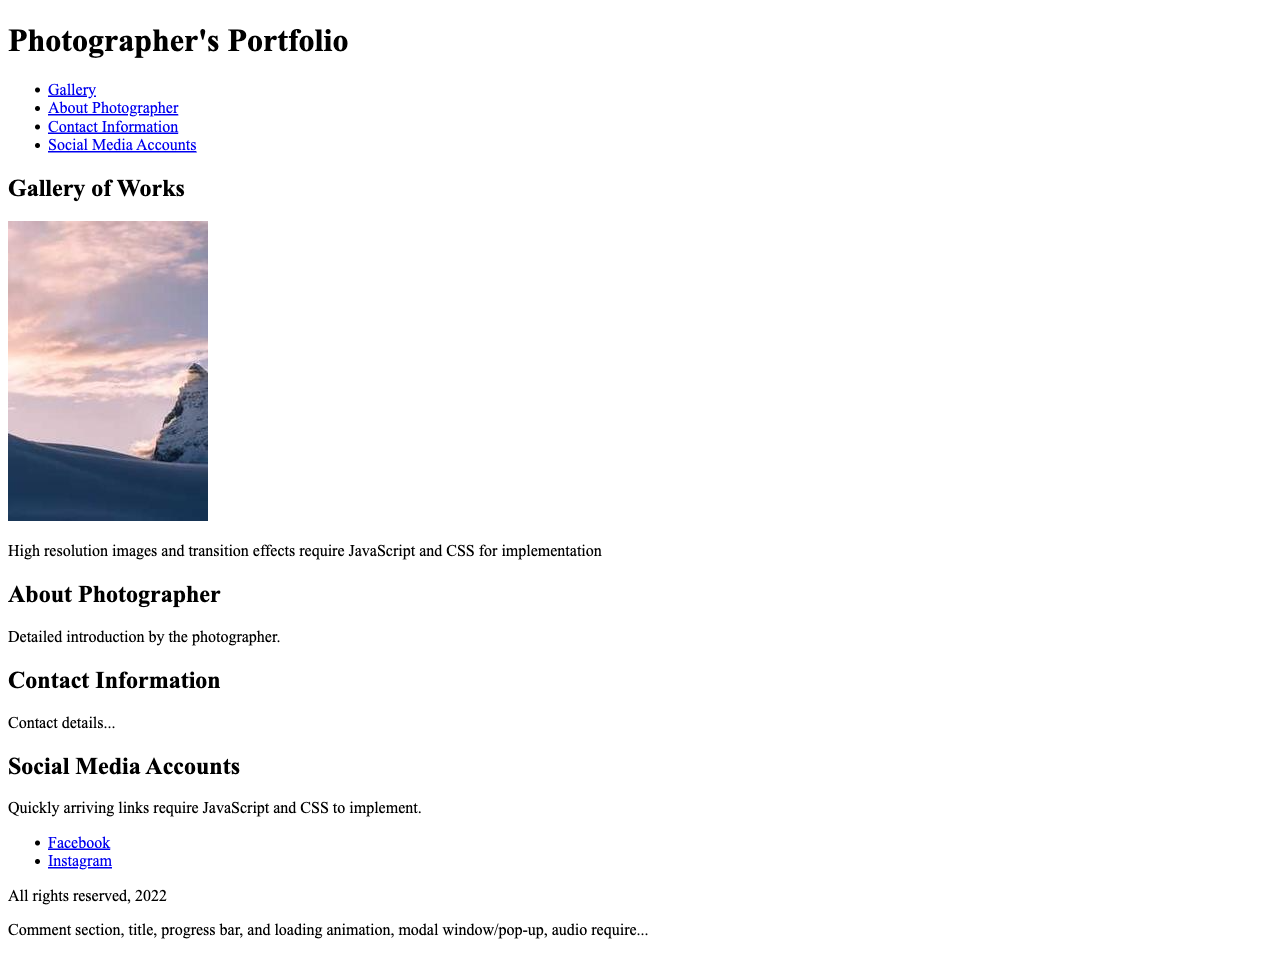 Photographer's Portfolio
Gallery
About Photographer
Contact Information
Social Media Accounts
Gallery of Works
High resolution images and transition effects require JavaScript and CSS for implementation
About Photographer
Detailed introduction by the photographer.
Contact Information
Contact details...
Social Media Accounts
Quickly arriving links require JavaScript and CSS to implement.
Facebook
Instagram
All rights reserved, 2022
Comment section, title, progress bar, and loading animation, modal window/pop-up, audio require...